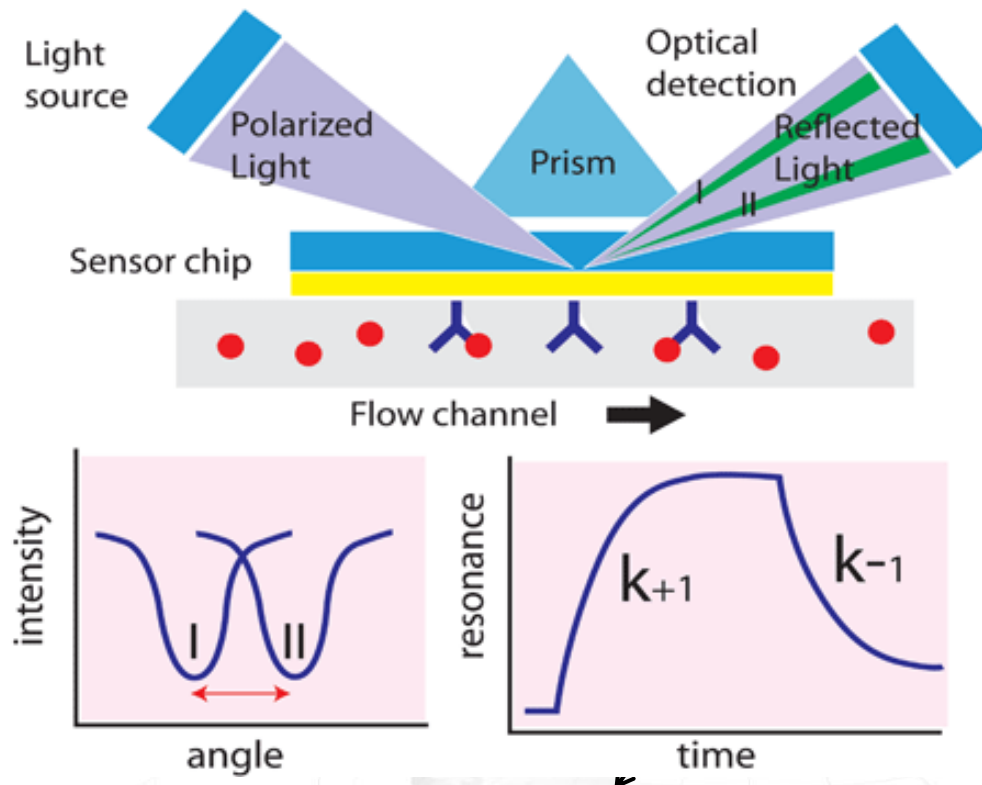 Light
source
Polarized
Light
Prism
Optical
detection
Reflected
Light
I
II
Sensor chip
Flow channel
intensity
I
II
angle
resonance
k+1
k-1
time